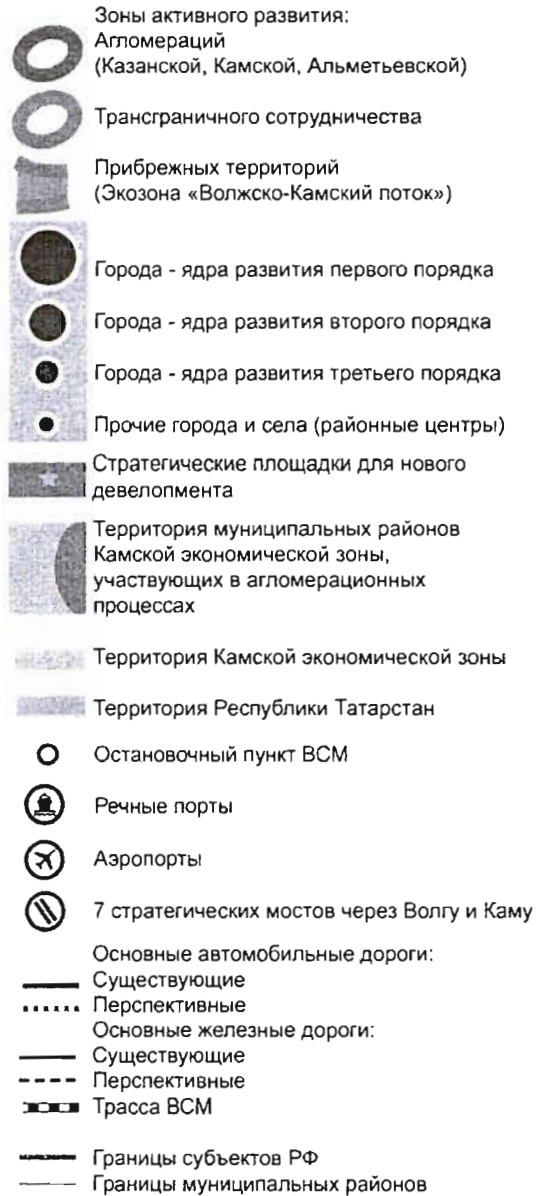 Зоны активного развития:
Агломераций
(Казанской, Камской, Альметьевской)
Трансграничного сотрудничества
Прибрежных территорий
(Экозона «Волжско-Камский поток»)
Города - ядра развития первого порядка
Города - ядра развития второго порядка
Города - ядра развития третьего порядка
Прочие города и села (районные центры)
Стратегические площадки для нового
девелопмента
Территория муниципальных районов
Камской экономической зоны,
участвующих в агломерационных
процессах
Территория Камской экономической зоны
Территория Республики Татарстан
Остановочный пункт ВСМ
Речные порты
Аэропорты
7 стратегических мостов через Волгу и Каму
Основные автомобильные дороги:
Существующие
Перспективные
Основные железные дороги:
Существующие
Перспективные
Трасса ВСМ
Границы субъектов РФ
Границы муниципальных районов